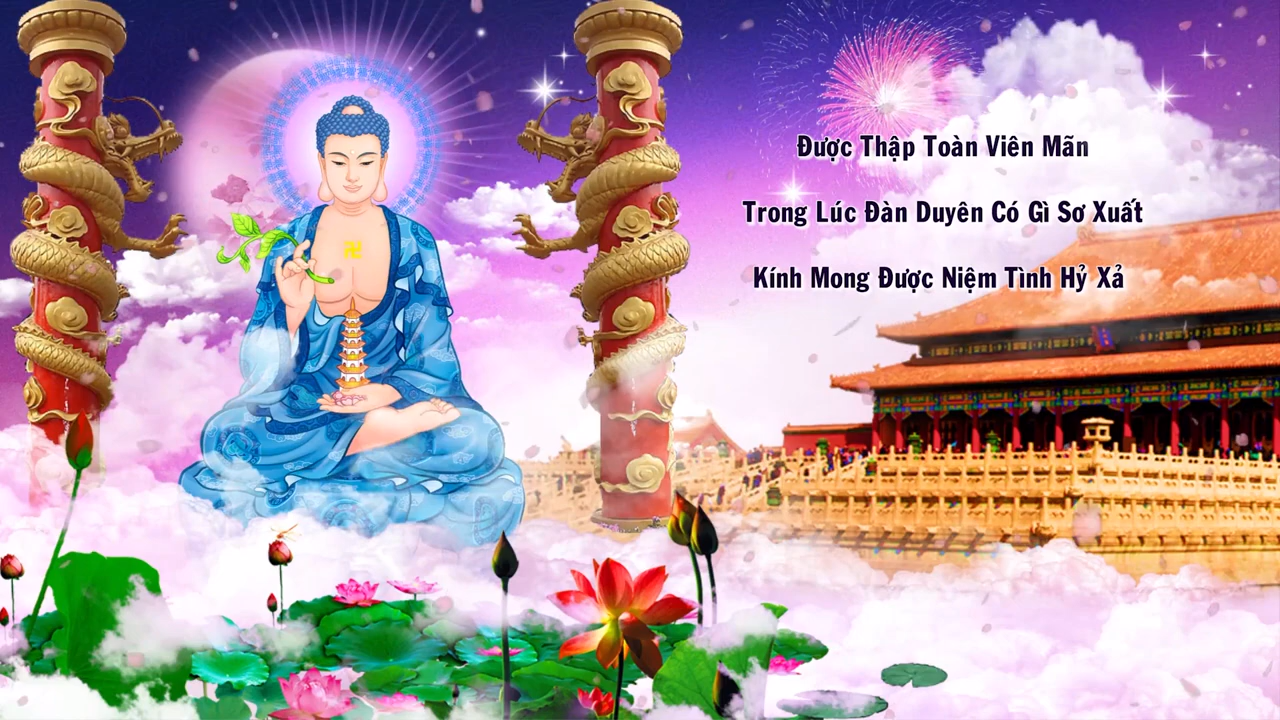 Được Thập Toàn Viên Mãn
Trong Lúc Đàn Duyên Có Gì Sơ Xuất
Kính Mong Được Niệm Tình Hỷ Xả